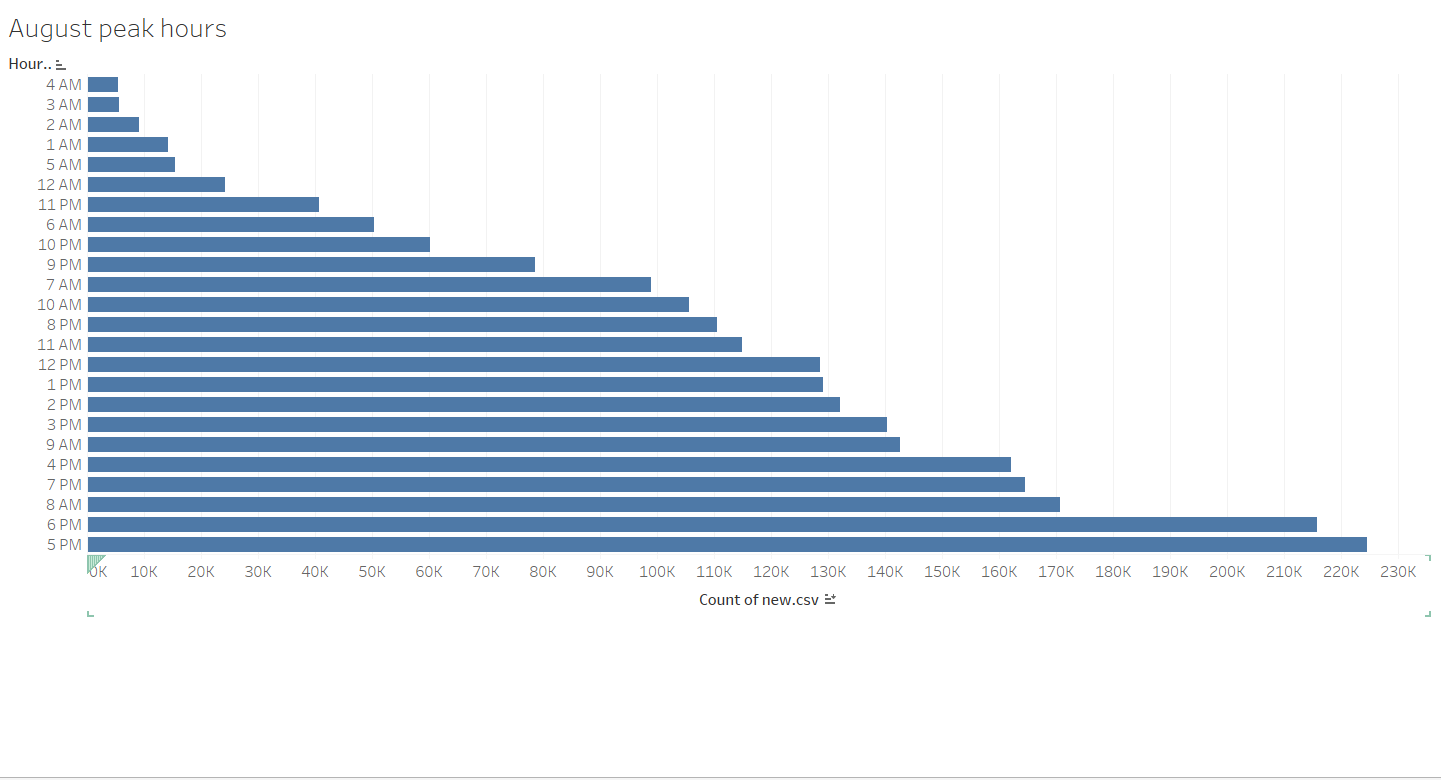 August peak hours
Hour..
4 AM
3 AM
2 AM
1 AM
5 AM
12 AM
11 PM
6 AM
10 PM
9 PM
7 AM
10 AM
8 PM
11 AM
12 PM
1 PM
2 PM
3 PM
9 AM
4 PM
7 PM
8 AM
6 PM
5 PM
0K 10K 20K 30K 40K 50K 60K 70K 80K 90K 100K 110K 120K 130K 140K 150K 160K 170K 180K 190K 200K 210K 220K 230K
Count of new.csv